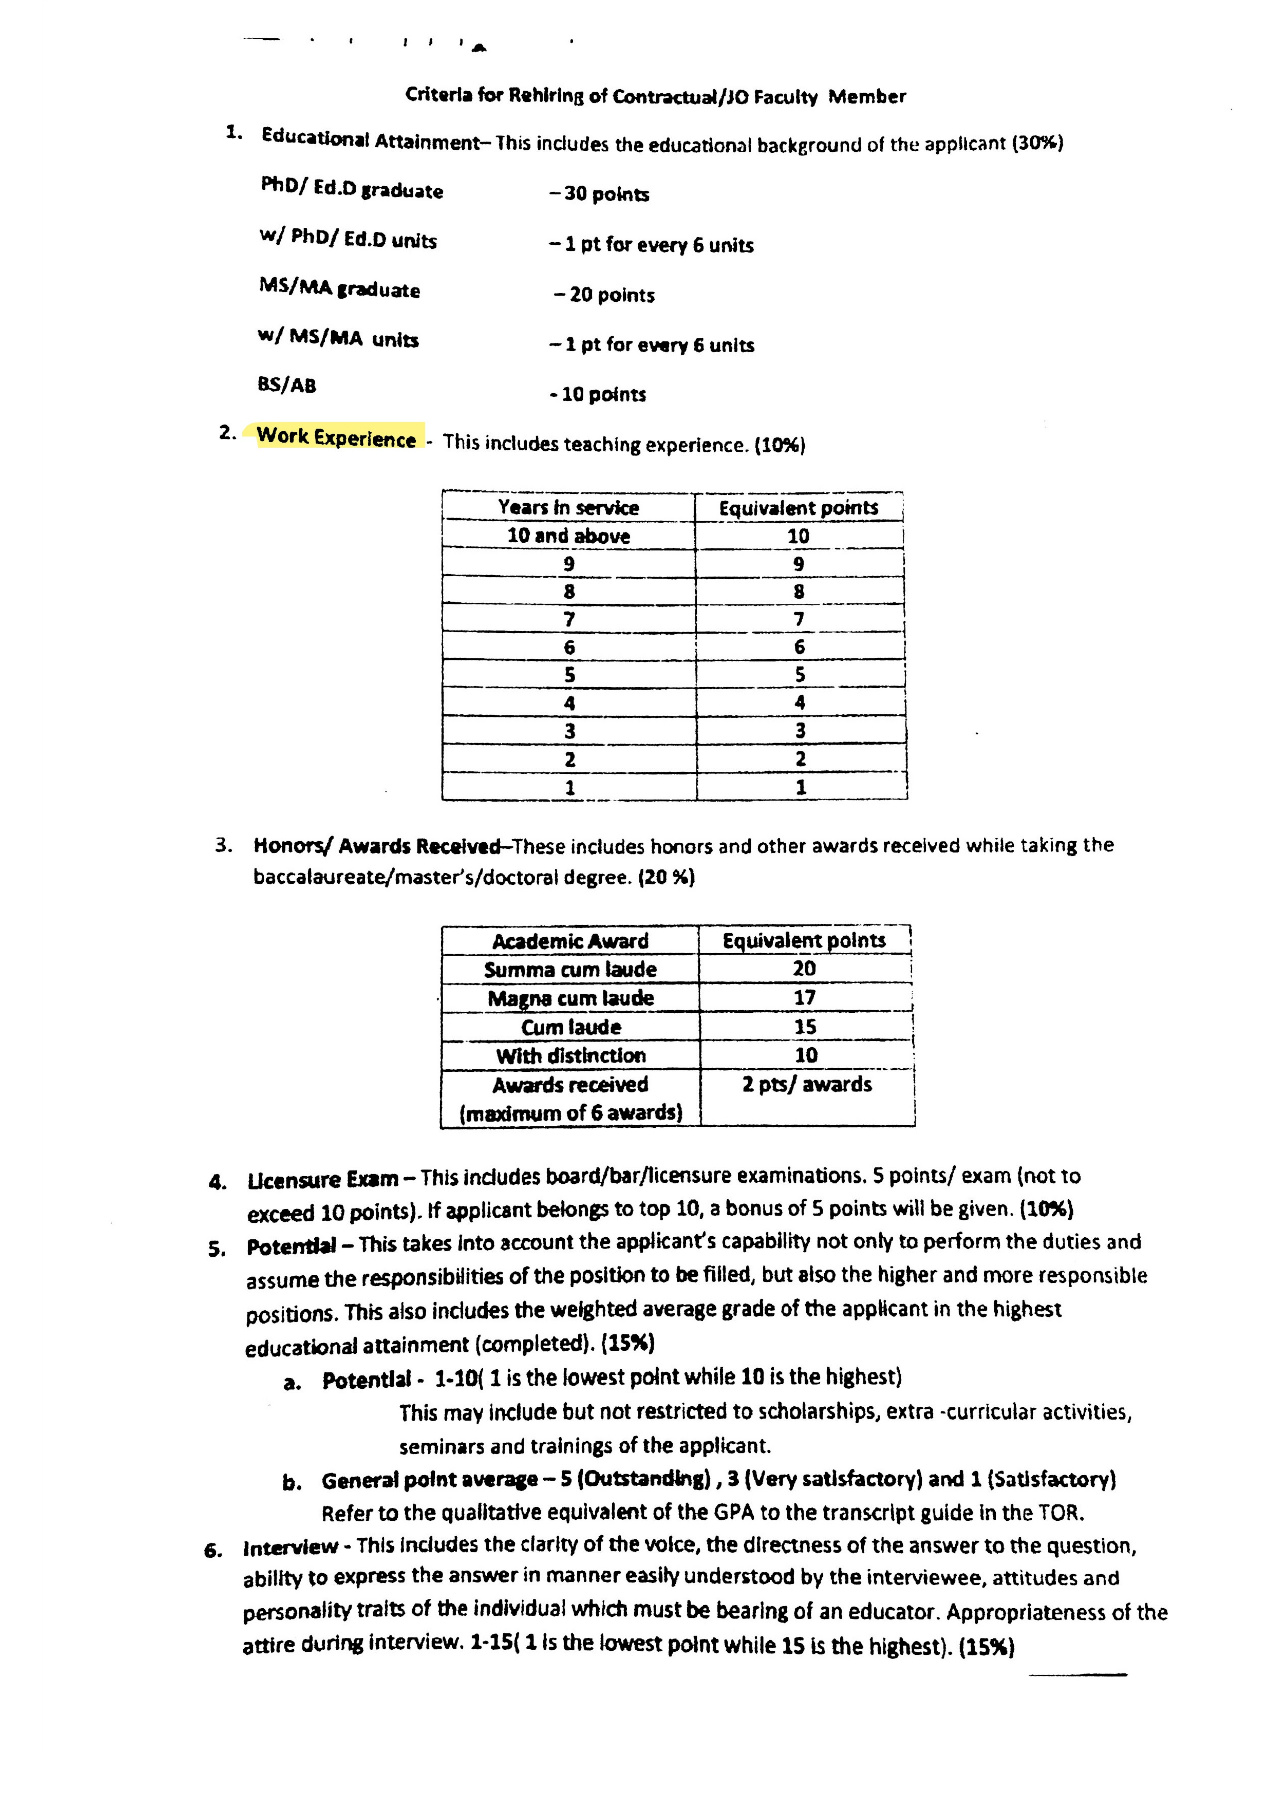 Criteria for Rehiring of Contractual/JO Faculty Member
1. Educational Attainment– This includes the educational background of the applicant (30%)
PhD/ Ed.D graduate – 30 points
w/ PhD/ Ed.D units – 1 pt for every 6 units
MS/MA graduate – 20 points
w/ MS/MA units – 1 pt for every 6 units
BS/AB - 10 points
2. Work Experience - This includes teaching experience. (10%)
Years in service Equivalent points
10 and above 10
9 9
8 8
7 7
6 6
5 5
4 4
3 3
2 2
1 1
3. Honors/ Awards Received–These includes honors and other awards received while taking the
baccalaureate/master's/doctoral degree. (20 %)
Academic Award Equivalent points
Summa cum laude 20
Magna cum laude 17
Cum laude 15
With distinction 10
Awards received 2 pts/ awards
(maximum of 6 awards)
4. Licensure Exam – This includes board/bar/licensure examinations. 5 points/ exam (not to
exceed 10 points). If applicant belongs to top 10, a bonus of 5 points will be given. (10%)
5. Potential – This takes into account the applicant's capability not only to perform the duties and
assume the responsibilities of the position to be filled, but also the higher and more responsible
positions. This also includes the weighted average grade of the applicant in the highest
educational attainment (completed). (15%)
a. Potential - 1-10( 1 is the lowest point while 10 is the highest)
This may include but not restricted to scholarships, extra -curricular activities,
seminars and trainings of the applicant.
b. General point average – 5 (Outstanding) , 3 (Very satisfactory) and 1 (Satisfactory)
Refer to the qualitative equivalent of the GPA to the transcript guide in the TOR.
6. Interview - This includes the clarity of the voice, the directness of the answer to the question,
ability to express the answer in manner easily understood by the interviewee, attitudes and
personality traits of the individual which must be bearing of an educator. Appropriateness of the
attire during interview. 1-15( 1 is the lowest point while 15 is the highest). (15%)